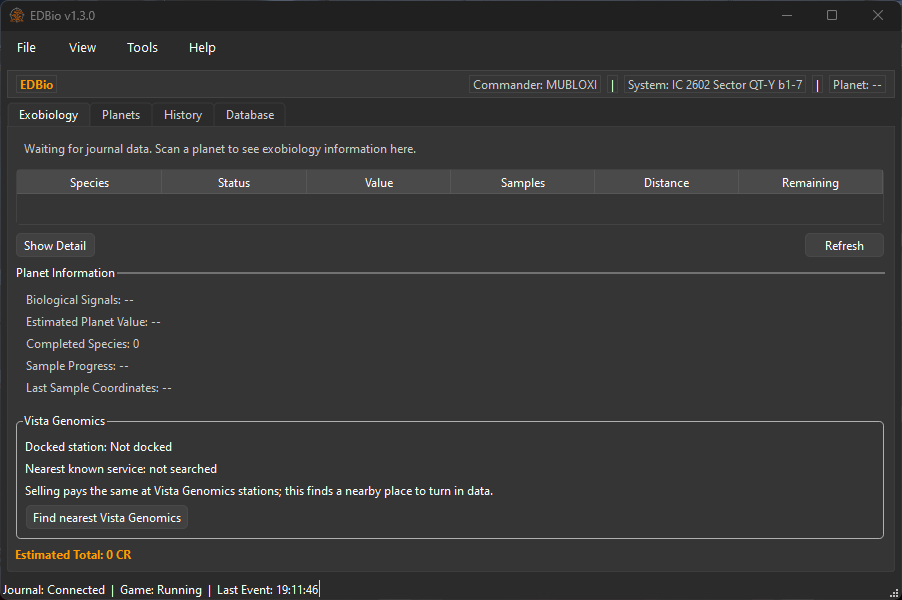 EDBio v1.3.0
File View Tools Help
EDBio Commander: MUBLOXI | System: IC 2602 Sector QT-Y b1-7 | Planet: --
Exobiology Planets History Database
Waiting for journal data. Scan a planet to see exobiology information here.
Species Status Value Samples Distance Remaining
Show Detail Refresh
Planet Information
Biological Signals: --
Estimated Planet Value: --
Completed Species: 0
Sample Progress: --
Last Sample Coordinates: --
Vista Genomics
Docked station: Not docked
Nearest known service: not searched
Selling pays the same at Vista Genomics stations; this finds a nearby place to turn in data.
Find nearest Vista Genomics
Estimated Total: 0 CR
Journal: Connected | Game: Running | Last Event: 19:11:46